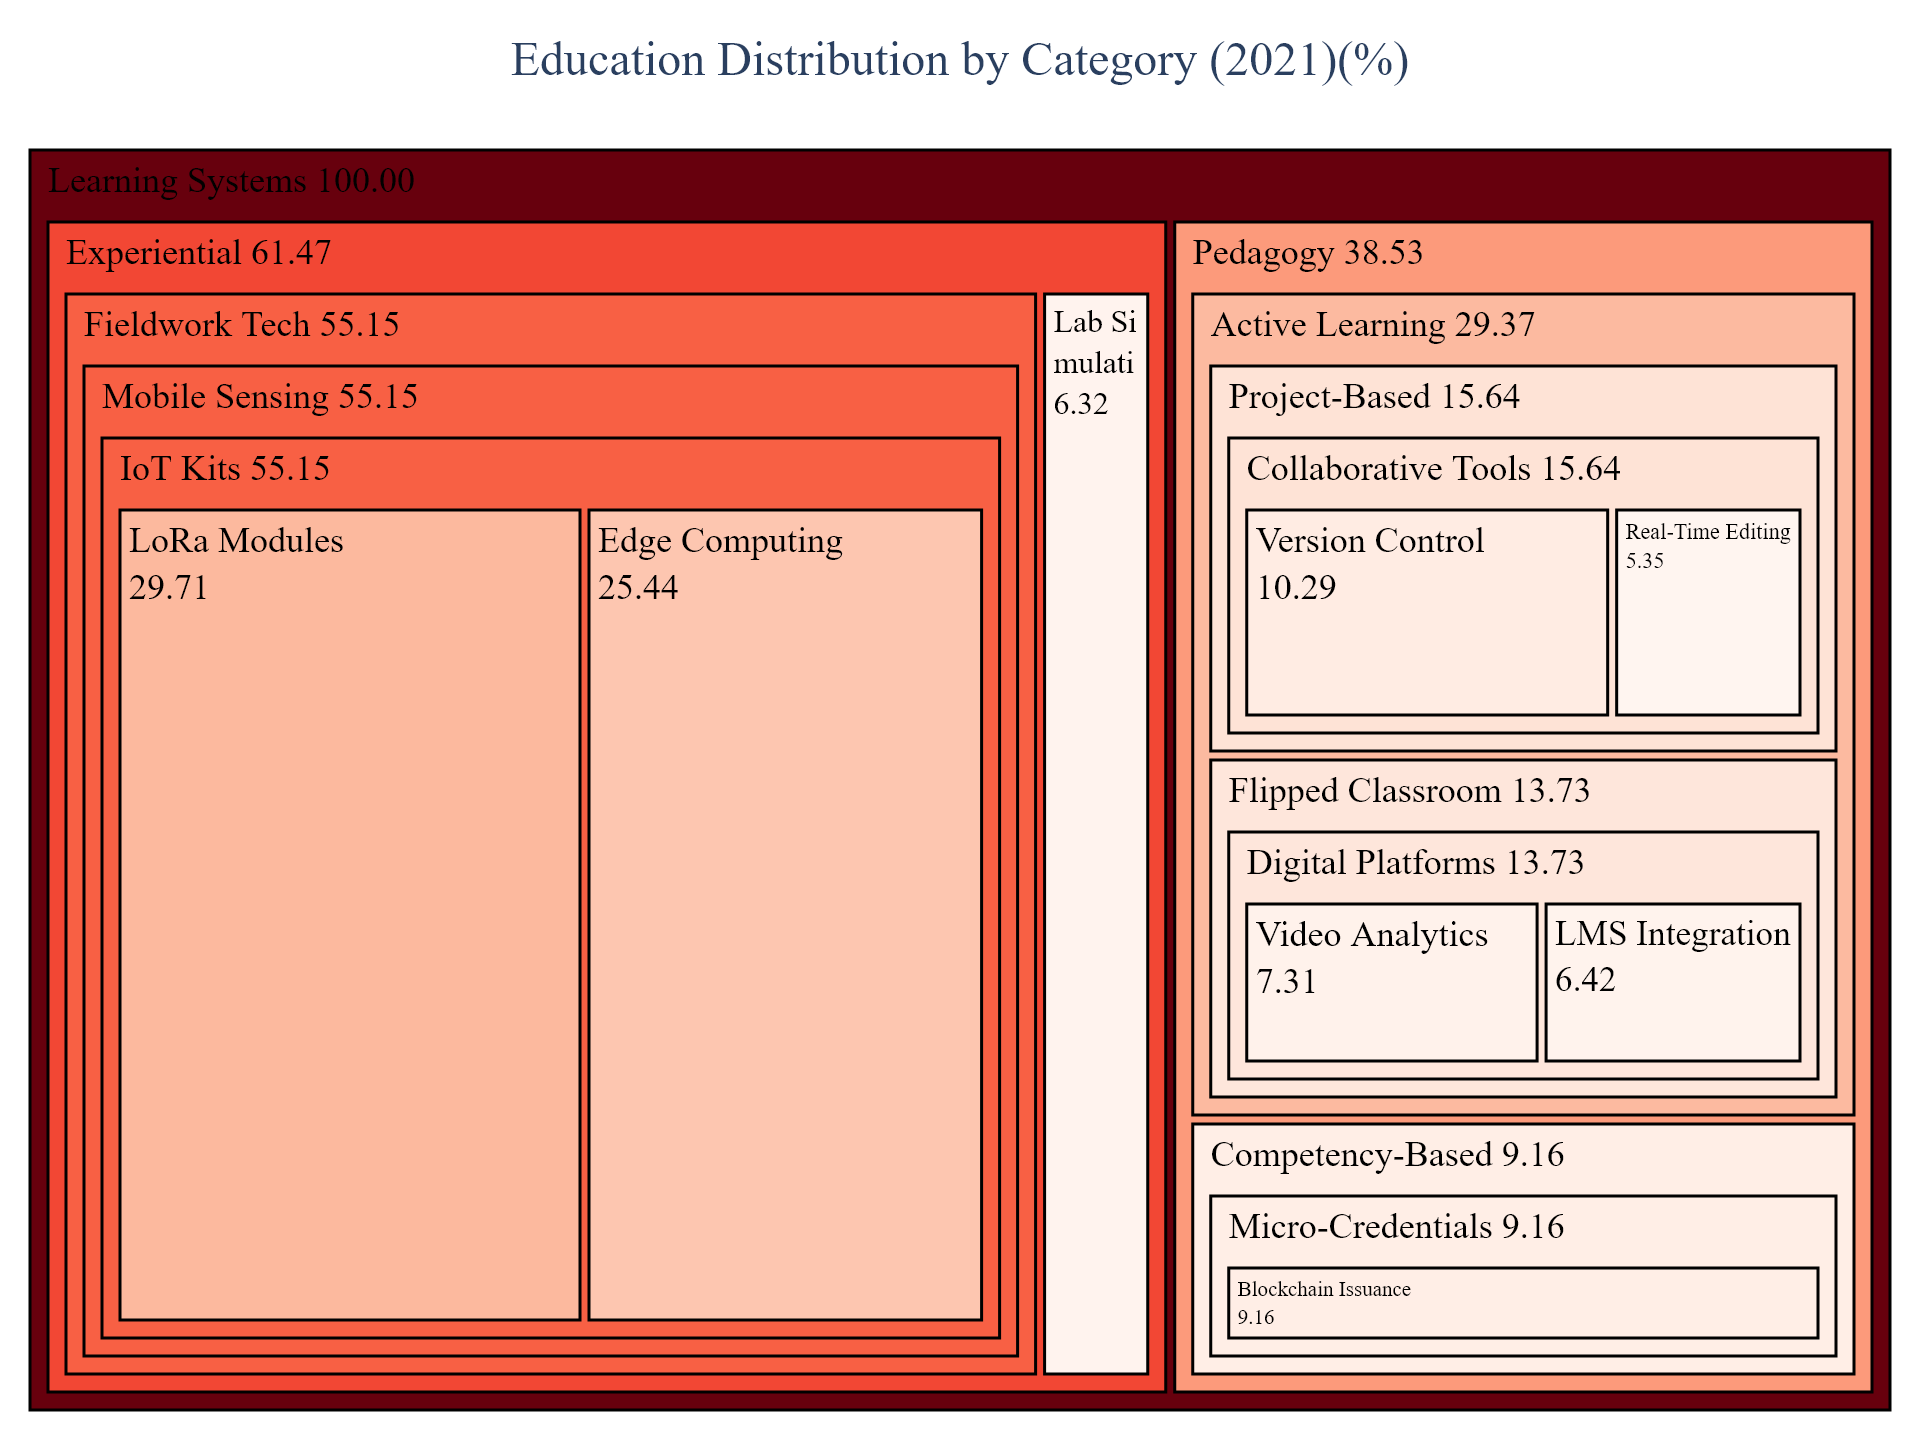 Education Distribution by Category (2021)(%)
Learning Systems 100.00
Experiential 61.47
Fieldwork Tech 55.15
Mobile Sensing 55.15
IoT Kits 55.15
LoRa Modules
29.71
Edge Computing
25.44
Lab Si
mulati
6.32
Pedagogy 38.53
Active Learning 29.37
Project-Based 15.64
Collaborative Tools 15.64
Version Control
10.29
Real-Time Editing
5.35
Flipped Classroom 13.73
Digital Platforms 13.73
Video Analytics
7.31
LMS Integration
6.42
Competency-Based 9.16
Micro-Credentials 9.16
Blockchain Issuance
9.16